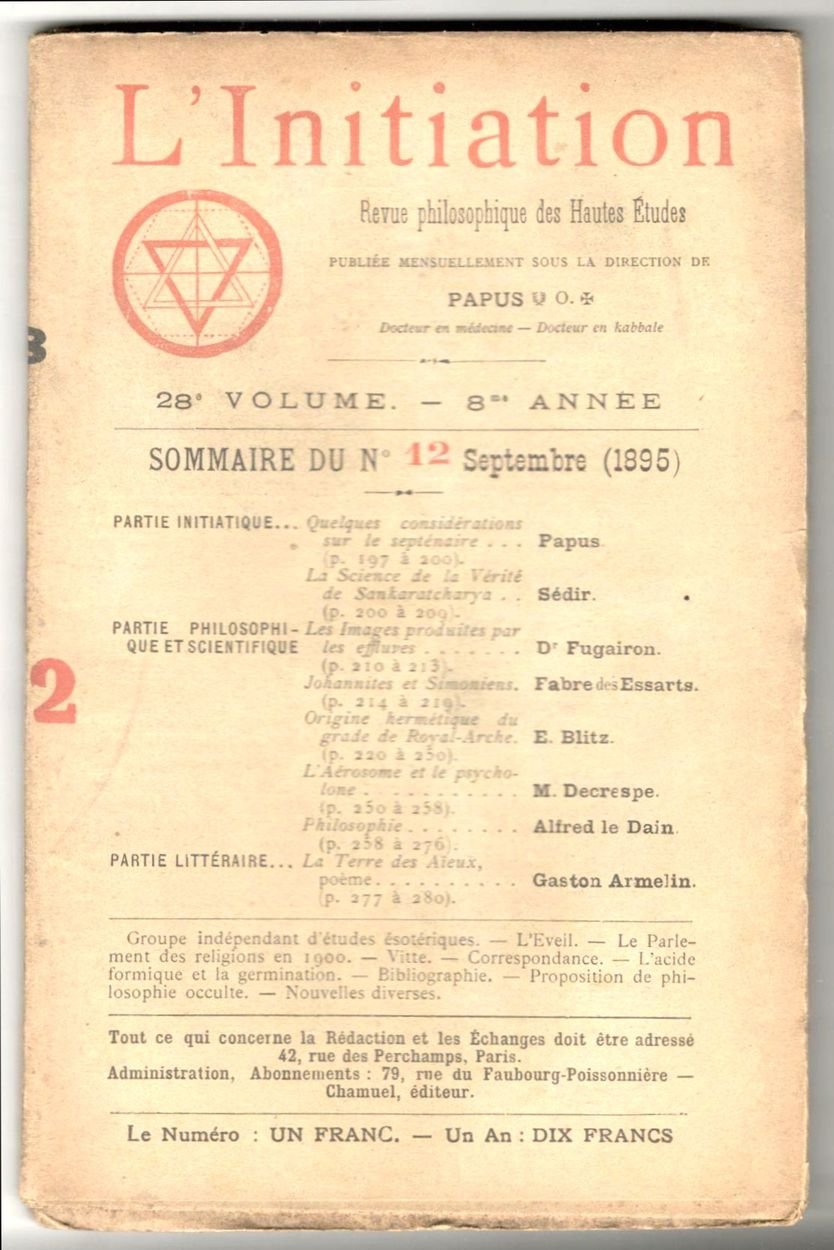 L'Initiation
Revue philosophique des Hautes Études
PUBLIÉE MENSUELLEMENT SOUS LA DIRECTION DE
PAPUS O. ✠
Docteur en médecine — Docteur en kabbale
28e VOLUME. — 8me ANNÉE
SOMMAIRE DU N° 12 Septembre (1895)
PARTIE INITIATIQUE... Quelques considérations
sur le septénaire . . . Papus
(p. 197 à 200).
La Science de la Vérité
de Sankaratcharya . . Sédir.
(p. 200 à 209).
PARTIE PHILOSOPHI- Les Images produites par
QUE ET SCIENTIFIQUE les effluves . . . . . . . Dr Fugairon.
(p. 210 à 213).
Johannites et Simoniens. Fabre des Essarts.
(p. 214 à 219).
Origine hermétique du
grade de Royal-Arche. E. Blitz.
(p. 220 à 250).
L'Aérosome et le psycho-
lone . . . . . . . . . . M. Decrespe.
(p. 250 à 258).
Philosophie . . . . . . . . Alfred le Dain.
(p. 258 à 276).
PARTIE LITTÉRAIRE... La Terre des Aïeux,
poème. . . . . . . . . . Gaston Armelin.
(p. 277 à 280).
Groupe indépendant d'études ésotériques. — L'Eveil. — Le Parle-
ment des religions en 1900. — Vitte. — Correspondance. — L'acide
formique et la germination. — Bibliographie. — Proposition de phi-
losophie occulte. — Nouvelles diverses.
Tout ce qui concerne la Rédaction et les Échanges doit être adressé
42, rue des Perchamps, Paris.
Administration, Abonnements : 79, rue du Faubourg-Poissonnière —
Chamuel, éditeur.
Le Numéro : UN FRANC. — Un An : DIX FRANCS
2